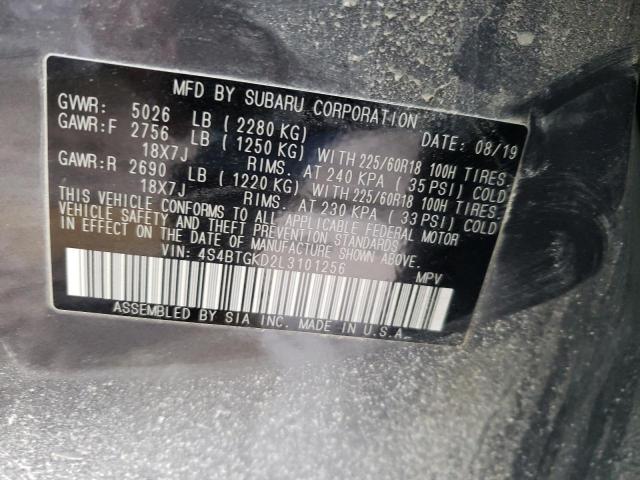 MFD BY SUBARU CORPORATION
GVWR: 5026 LB ( 2280 KG) DATE: 08/19
GAWR:F 2756 LB ( 1250 KG) WITH 225/60R18 100H TIRES.
18X7J RIMS. AT 240 KPA ( 35 PSI) COLD
GAWR:R 2690 LB ( 1220 KG) WITH 225/60R18 100H TIRES.
18X7J RIMS. AT 230 KPA ( 33 PSI) COLD
THIS VEHICLE CONFORMS TO ALL APPLICABLE FEDERAL MOTOR
VEHICLE SAFETY AND THEFT PREVENTION STANDARDS
IN EFFECT ON THE DATE OF MANUFACTURE SHOWN ABOVE.
VIN: 4S4BTGKD2L3101256 MPV
ASSEMBLED BY SIA INC. MADE IN U.S.A.